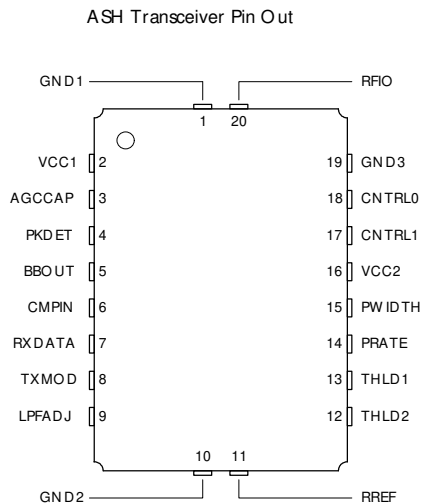 ASH Transceiver Pin Out
GND1 RFIO
1 20
VCC1 2 19 GND3
AGCCAP 3 18 CNTRL0
PKDET 4 17 CNTRL1
BBOUT 5 16 VCC2
CMPIN 6 15 PWIDTH
RXDATA 7 14 PRATE
TXMOD 8 13 THLD1
LPFADJ 9 12 THLD2
10 11
GND2 RREF